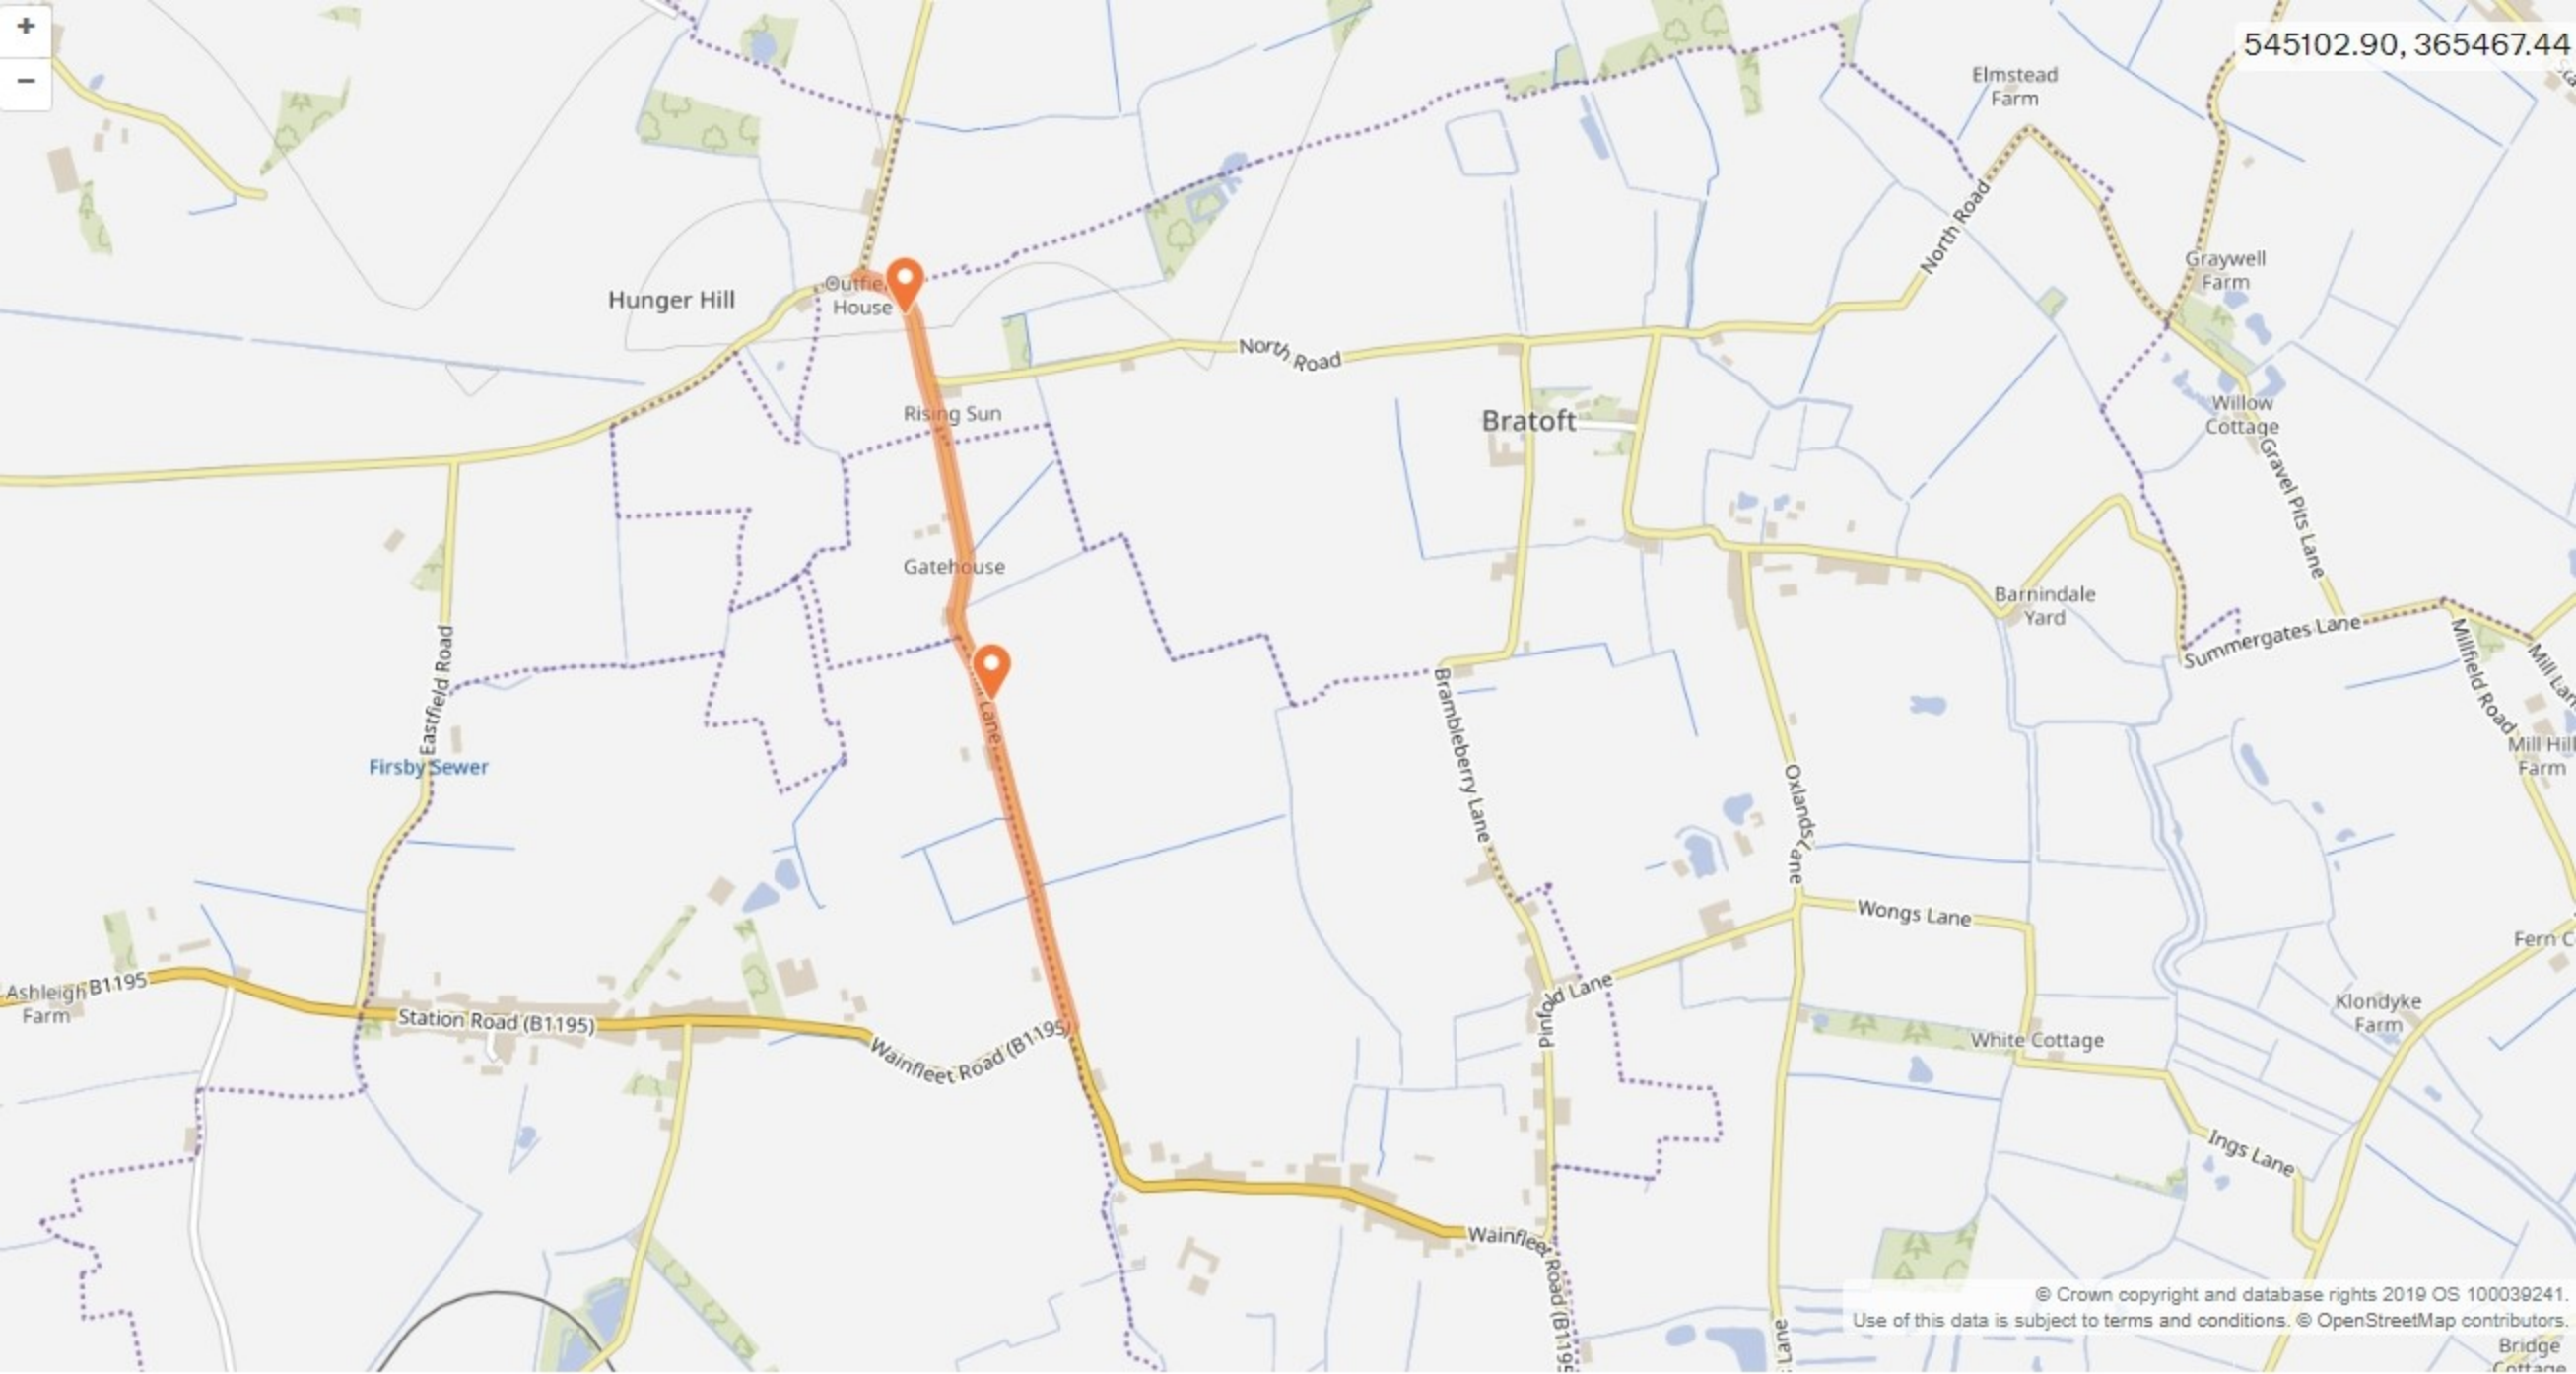 +
−
545102.90, 365467.44
Elmstead
Farm
North Road
Graywell
Farm
Hunger Hill
House
North Road
Rising Sun
Bratoft
Willow
Cottage
Gravel Pits Lane
Gatehouse
Barnindale
Yard
Summergates Lane
Eastfield Road
Lane
Brambleberry Lane
Millfield Road
Mill Hill
Farm
Firsby Sewer
Oxlands Lane
Wongs Lane
Ashleigh
Farm
B1195
Station Road (B1195)
Wainfleet Road (B1195)
Pinfold Lane
White Cottage
Klondyke
Farm
Ings Lane
Wainfleet Road (B1195
Lane
© Crown copyright and database rights 2019 OS 100039241.
Use of this data is subject to terms and conditions. © OpenStreetMap contributors.
Bridge